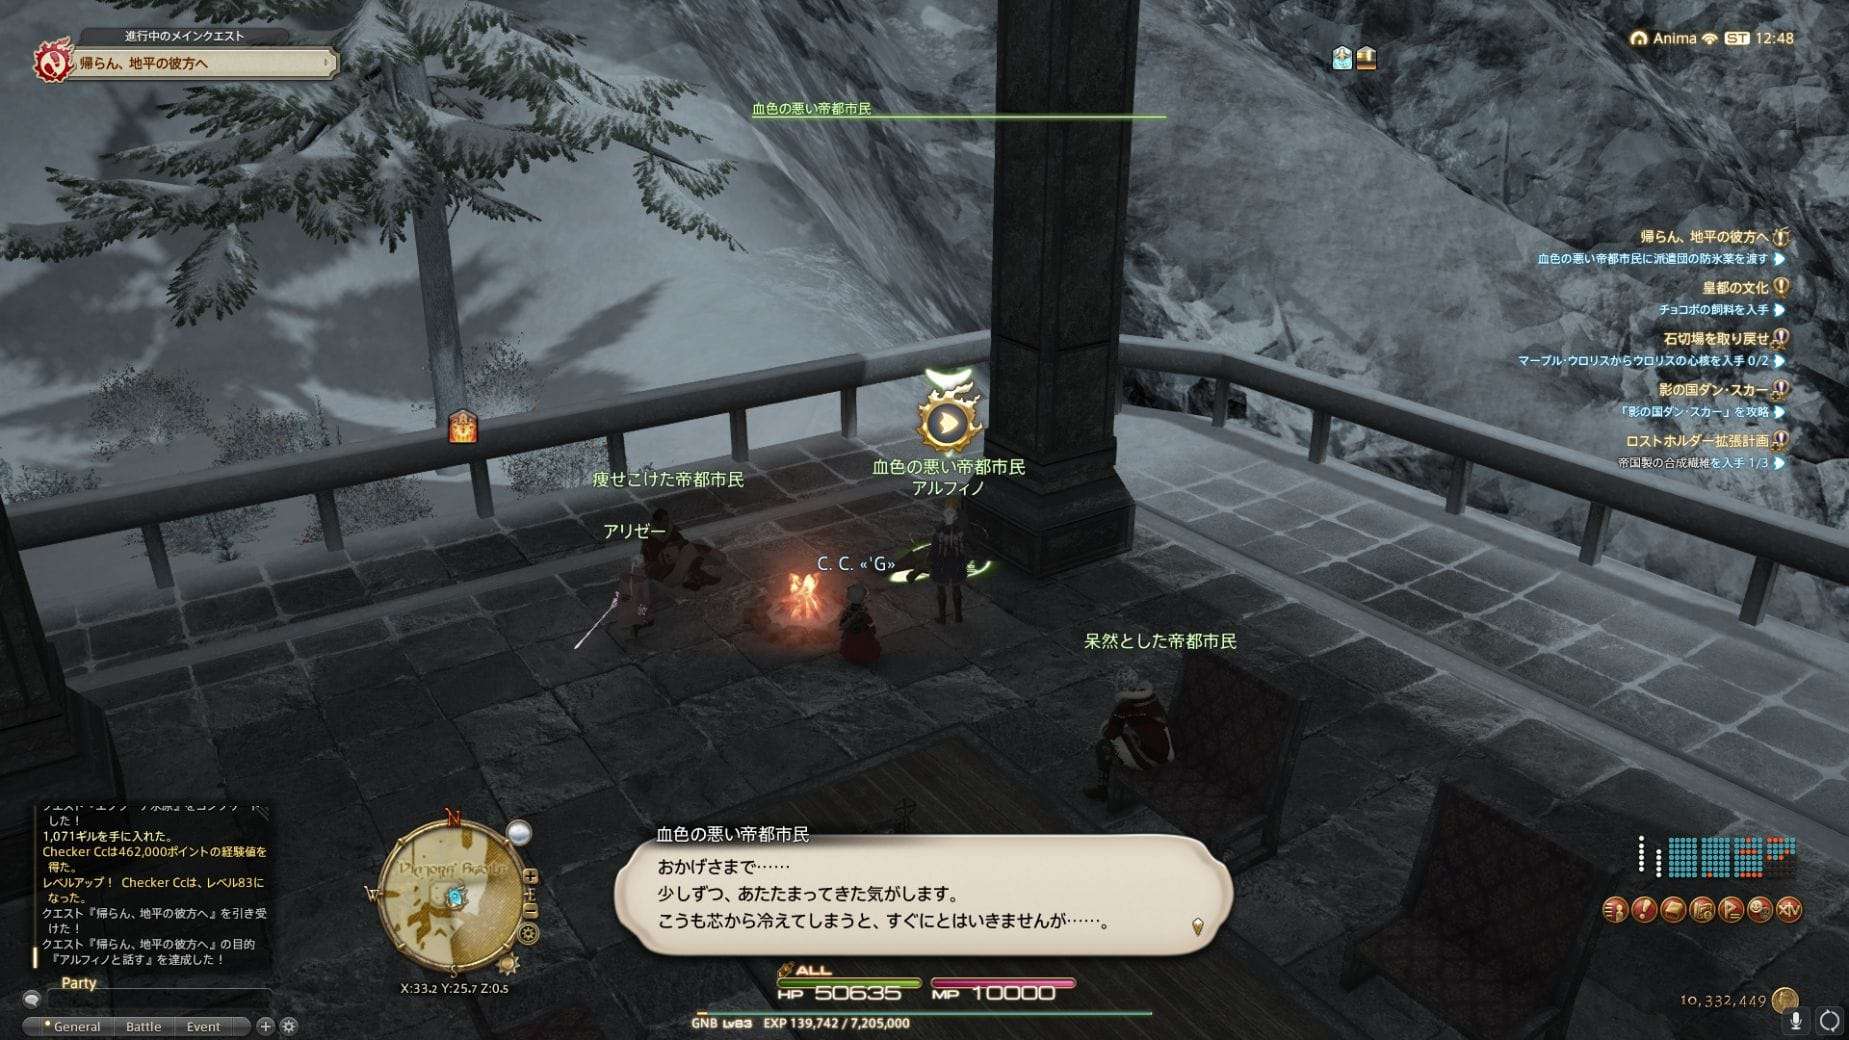 進行中のメインクエスト
帰らん、地平の彼方へ
Anima ST 12:48
血色の悪い帝都市民
帰らん、地平の彼方へ
血色の悪い帝都市民に派遣団の防氷薬を渡す
皇都の文化
チョコボの飼料を入手
石切場を取り戻せ
マーブル・ウロリスからウロリスの心核を入手 0/2
影の国ダン・スカー
「影の国ダン・スカー」を攻略
ロストホルダー拡張計画
帝国製の合成繊維を入手 1/3
血色の悪い帝都市民
アルフィノ
痩せこけた帝都市民
アリゼー
C. C. «'G»
呆然とした帝都市民
した！
1,071ギルを手に入れた。
Checker Ccは462,000ポイントの経験値を
得た。
レベルアップ！ Checker Ccは、レベル83に
なった。
クエスト『帰らん、地平の彼方へ』を引き受
けた！
クエスト『帰らん、地平の彼方へ』の目的
『アルフィノと話す』を達成した！
Party
General Battle Event
N
W
S
X:33.2 Y:25.7 Z:0.5
血色の悪い帝都市民
おかげさまで……
少しずつ、あたたまってきた気がします。
こうも芯から冷えてしまうと、すぐにとはいきませんが……。
ALL
HP 50635 MP 10000
GNB Lv83 EXP 139,742 / 7,205,000
10,332,449